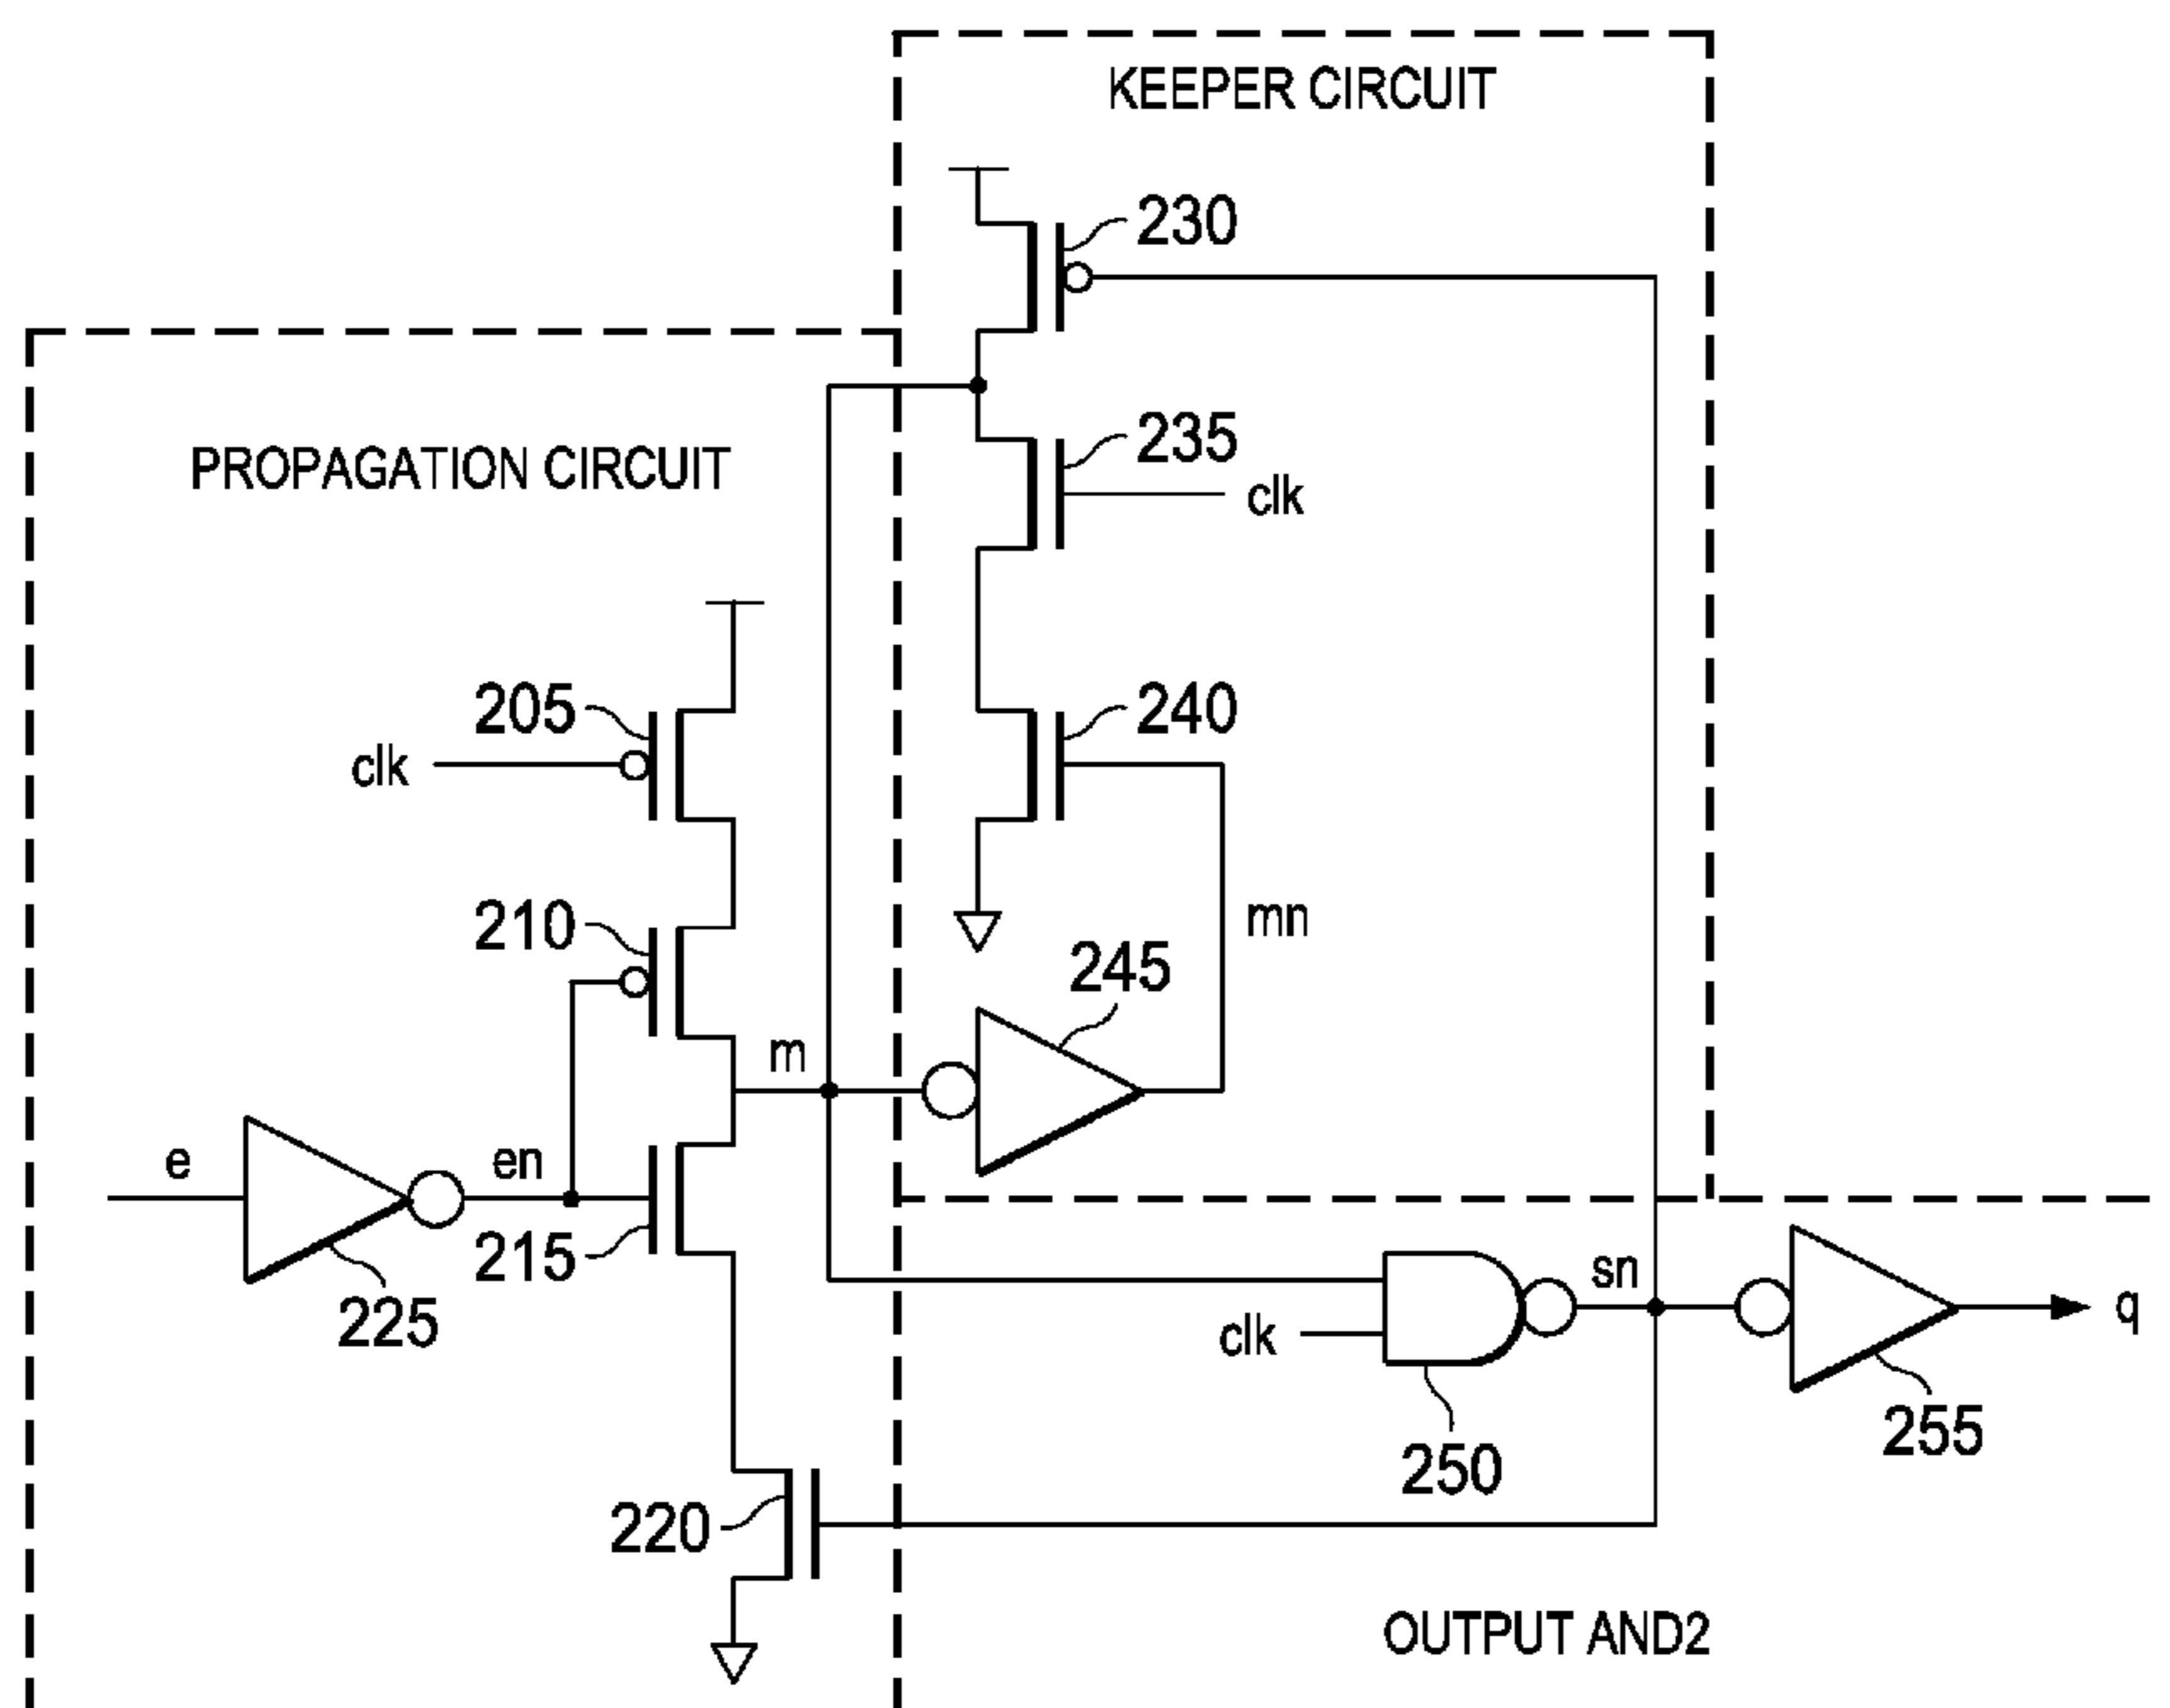 KEEPER CIRCUIT
230
235
PROPAGATION CIRCUIT
clk
205
240
clk
210
mn
245
m
e
en
215
sn
225
clk
q
250
255
220
OUTPUT AND2